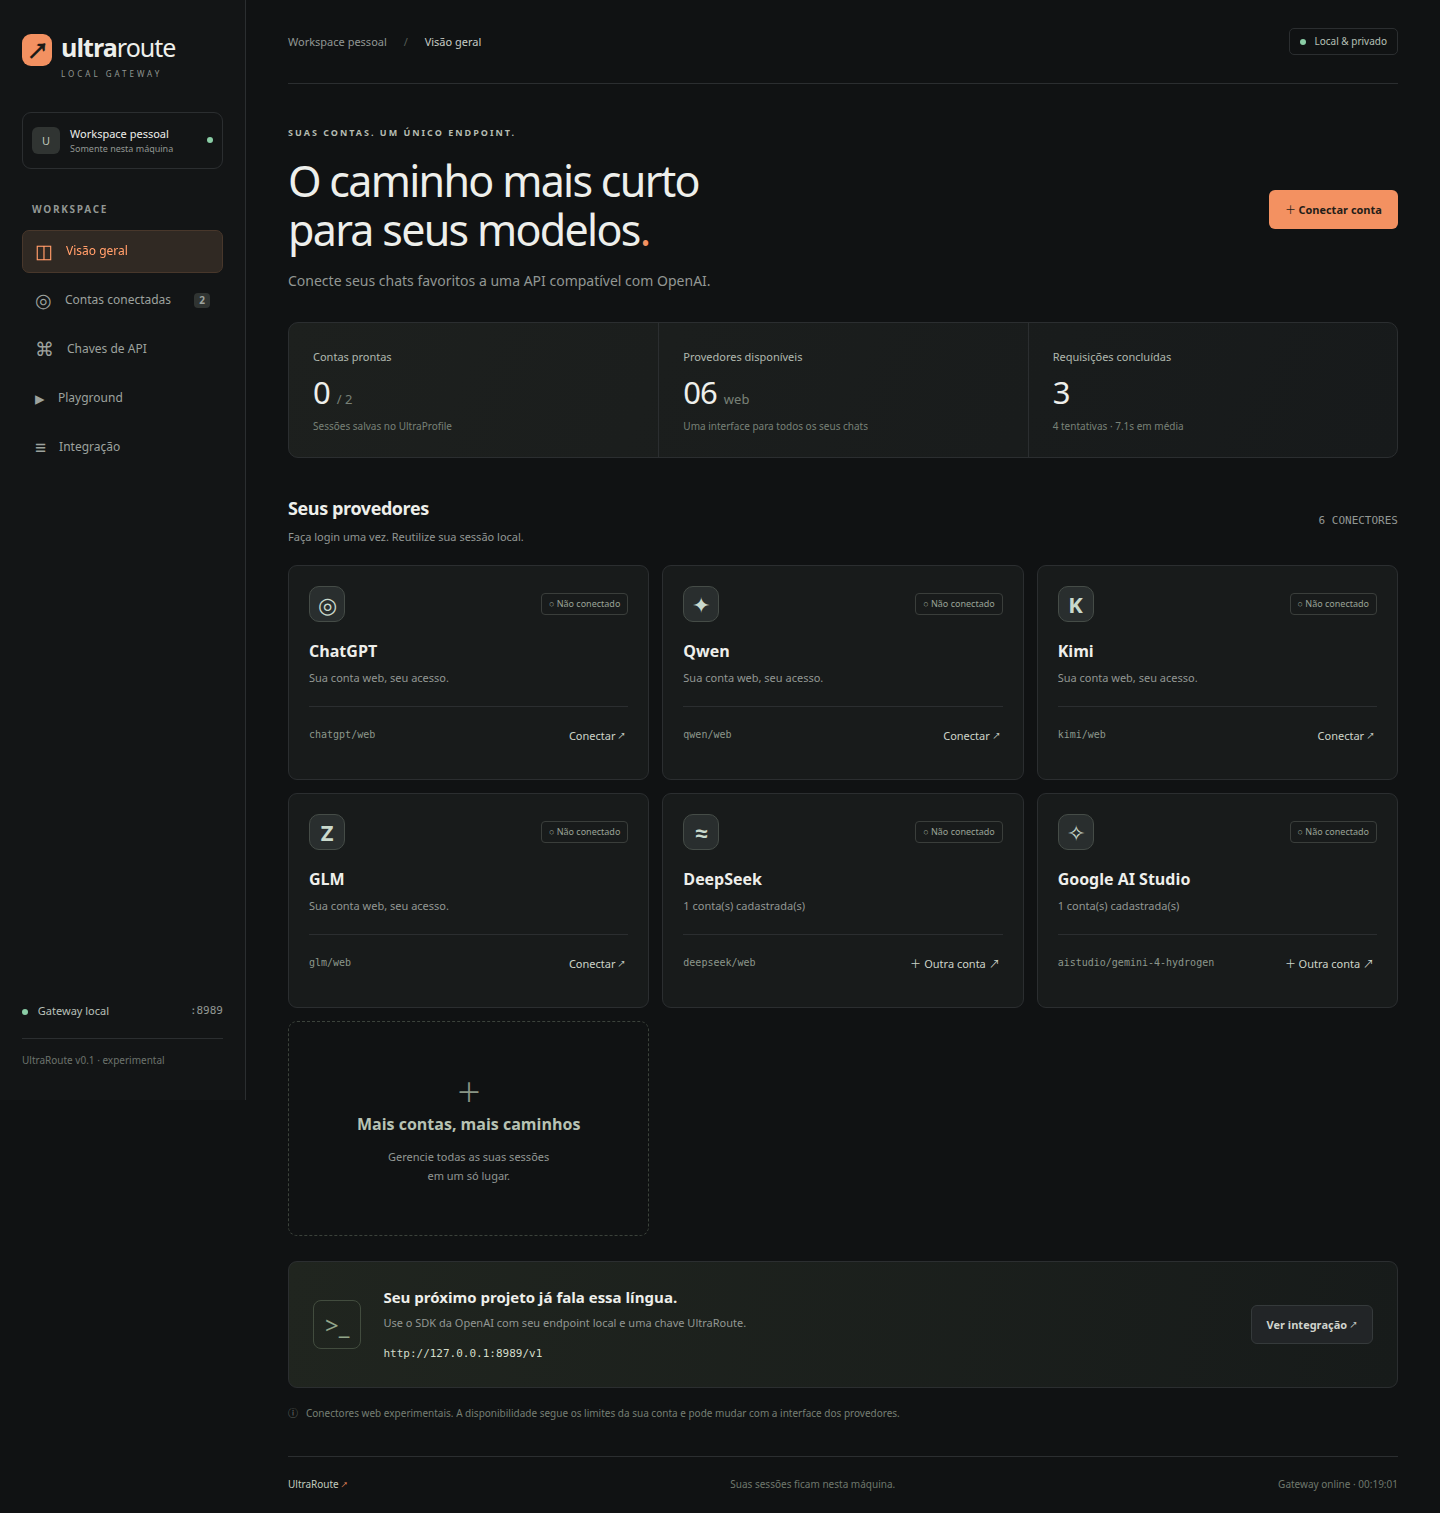 ultraroute
LOCAL GATEWAY
U
Workspace pessoal
Somente nesta máquina
WORKSPACE
Visão geral
Contas conectadas 2
Chaves de API
Playground
Integração
Gateway local :8989
UltraRoute v0.1 · experimental
Workspace pessoal / Visão geral
Local & privado
SUAS CONTAS. UM ÚNICO ENDPOINT.
O caminho mais curto
para seus modelos.
Conecte seus chats favoritos a uma API compatível com OpenAI.
+ Conectar conta
Contas prontas
0 / 2
Sessões salvas no UltraProfile
Provedores disponíveis
06 web
Uma interface para todos os seus chats
Requisições concluídas
3
4 tentativas · 7.1s em média
Seus provedores
Faça login uma vez. Reutilize sua sessão local.
6 CONECTORES
○ Não conectado
ChatGPT
Sua conta web, seu acesso.
chatgpt/web Conectar ↗
○ Não conectado
Qwen
Sua conta web, seu acesso.
qwen/web Conectar ↗
K
○ Não conectado
Kimi
Sua conta web, seu acesso.
kimi/web Conectar ↗
Z
○ Não conectado
GLM
Sua conta web, seu acesso.
glm/web Conectar ↗
≈
○ Não conectado
DeepSeek
1 conta(s) cadastrada(s)
deepseek/web + Outra conta ↗
○ Não conectado
Google AI Studio
1 conta(s) cadastrada(s)
aistudio/gemini-4-hydrogen + Outra conta ↗
+
Mais contas, mais caminhos
Gerencie todas as suas sessões
em um só lugar.
>_
Seu próximo projeto já fala essa língua.
Use o SDK da OpenAI com seu endpoint local e uma chave UltraRoute.
http://127.0.0.1:8989/v1
Ver integração ↗
ⓘ Conectores web experimentais. A disponibilidade segue os limites da sua conta e pode mudar com a interface dos provedores.
UltraRoute ↗
Suas sessões ficam nesta máquina.
Gateway online · 00:19:01